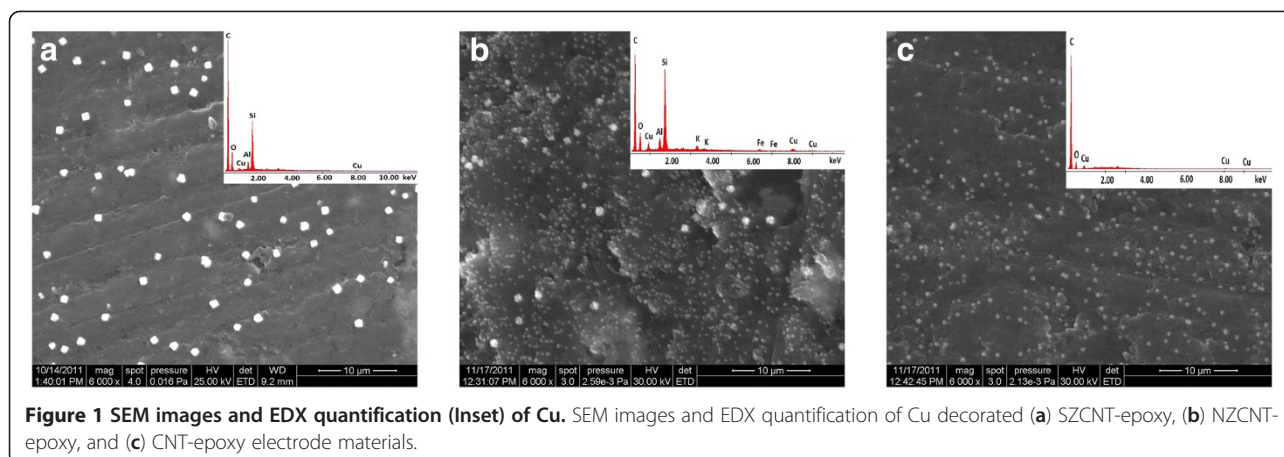 a
C
O
Cu
Al
Si
Cu
2.00 4.00 6.00 8.00 10.00 keV
10/14/2011 mag spot pressure HV det WD 10 µm
1:40:01 PM 6 000 x 4.0 0.016 Pa 25.00 kV ETD 9.2 mm
b
C
O
Cu
Al
Si
K
K
Fe
Fe
Cu
Cu
2.00 4.00 6.00 8.00 keV
11/17/2011 mag spot pressure HV det 10 µm
12:31:07 PM 6 000 x 3.0 2.59e-3 Pa 30.00 kV ETD
c
C
O
Cu
Cu
Cu
2.00 4.00 6.00 8.00 keV
11/17/2011 mag spot pressure HV det 10 µm
12:42:45 PM 6 000 x 3.0 2.13e-3 Pa 30.00 kV ETD
Figure 1 SEM images and EDX quantification (Inset) of Cu. SEM images and EDX quantification of Cu decorated (a) SZCNT-epoxy, (b) NZCNT-
epoxy, and (c) CNT-epoxy electrode materials.